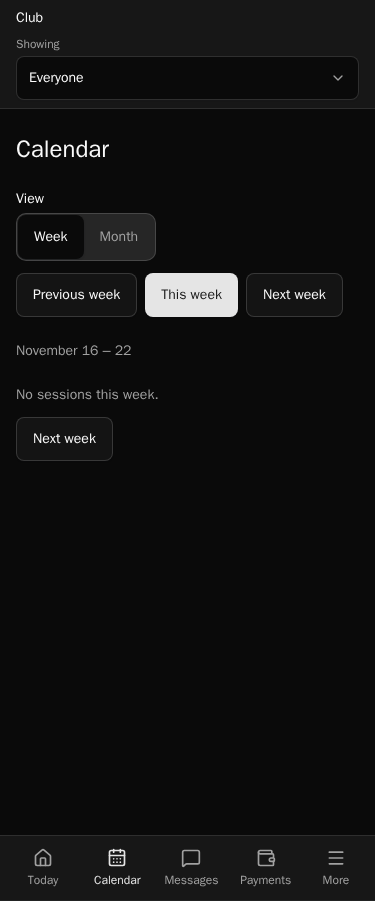 Club
Showing
Everyone
Calendar
View
Week Month
Previous week This week Next week
November 16 – 22
No sessions this week.
Next week
Today Calendar Messages Payments More